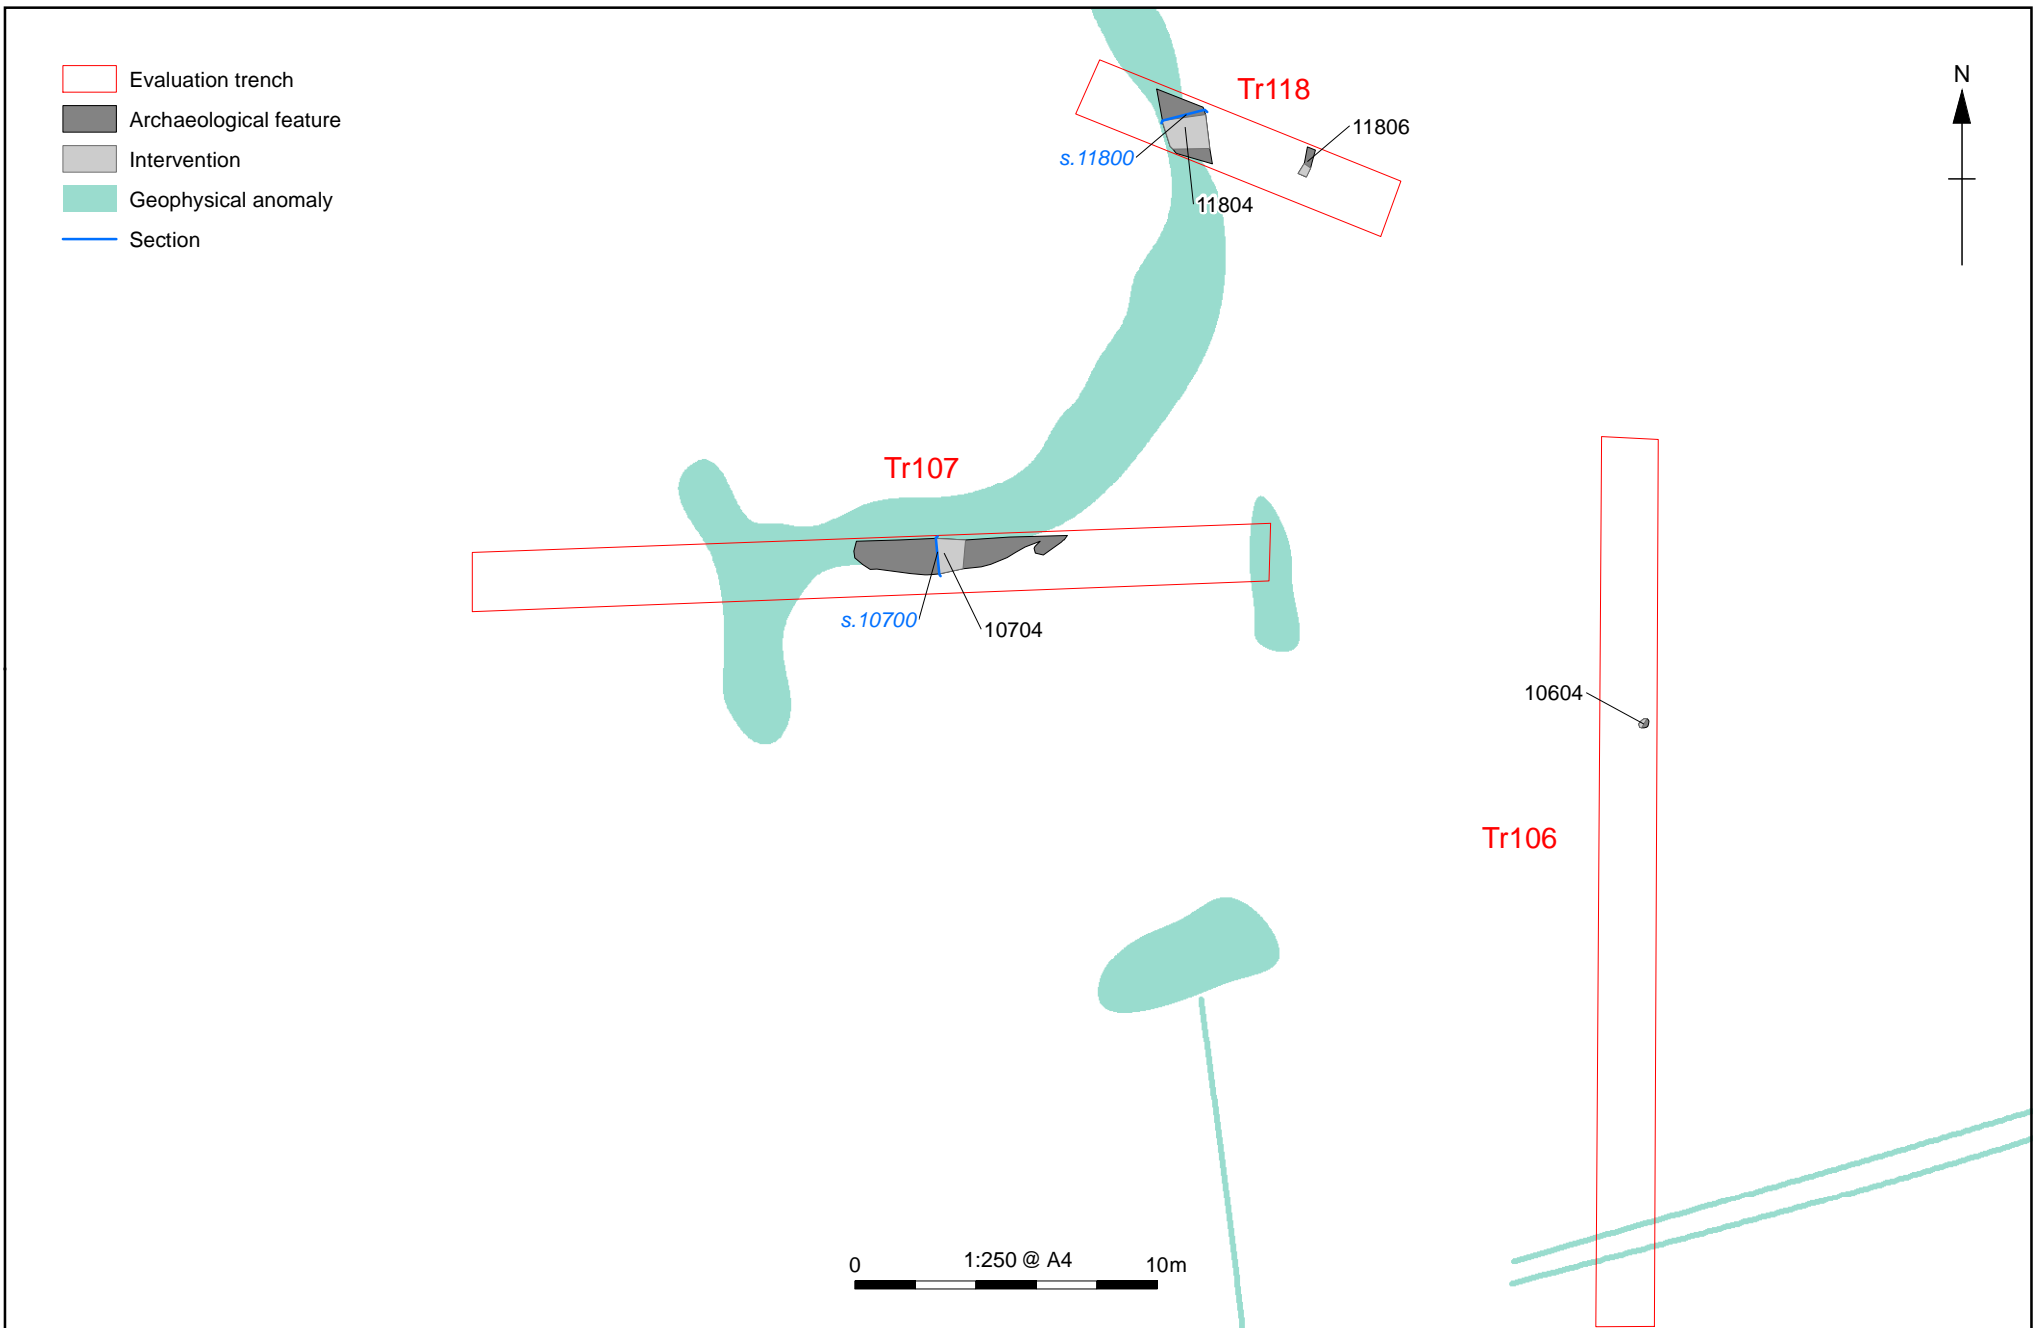 Evaluation trench
Archaeological feature
Intervention
Geophysical anomaly
Section
N
Tr118
11806
s.11800
11804
Tr107
s.10700
10704
10604
Tr106
0 1:250 @ A4 10m